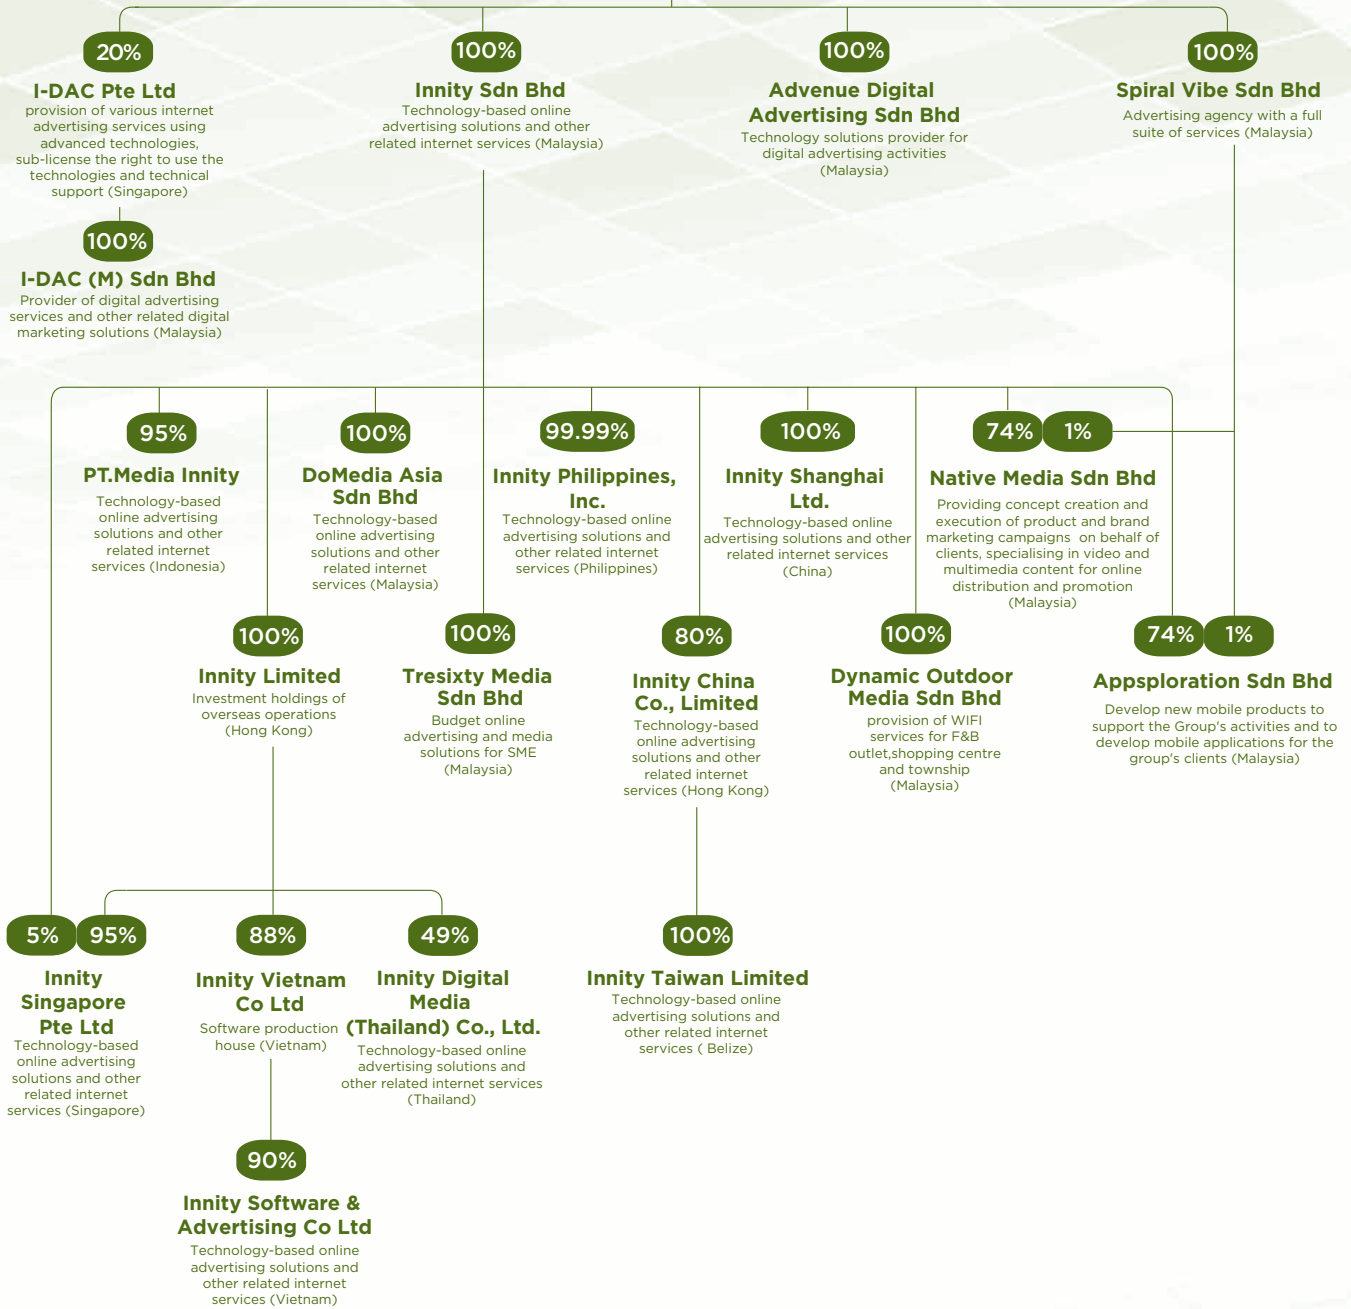 20%
I-DAC Pte Ltd
provision of various internet
advertising services using
advanced technologies,
sub-license the right to use the
technologies and technical
support (Singapore)
100%
I-DAC (M) Sdn Bhd
Provider of digital advertising
services and other related digital
marketing solutions (Malaysia)
100%
Innity Sdn Bhd
Technology-based online
advertising solutions and other
related internet services (Malaysia)
100%
Advenue Digital
Advertising Sdn Bhd
Technology solutions provider for
digital advertising activities
(Malaysia)
100%
Spiral Vibe Sdn Bhd
Advertising agency with a full
suite of services (Malaysia)
95%
PT.Media Innity
Technology-based
online advertising
solutions and other
related internet
services (Indonesia)
100%
DoMedia Asia
Sdn Bhd
Technology-based
online advertising
solutions and other
related internet
services (Malaysia)
99.99%
Innity Philippines,
Inc.
Technology-based online
advertising solutions and
other related internet
services (Philippines)
100%
Innity Shanghai
Ltd.
Technology-based online
advertising solutions and other
related internet services
(China)
74% 1%
Native Media Sdn Bhd
Providing concept creation and
execution of product and brand
marketing campaigns on behalf of
clients, specialising in video and
multimedia content for online
distribution and promotion
(Malaysia)
100%
Innity Limited
Investment holdings of
overseas operations
(Hong Kong)
100%
Tresixty Media
Sdn Bhd
Budget online
advertising and media
solutions for SME
(Malaysia)
80%
Innity China
Co., Limited
Technology-based
online advertising
solutions and other
related internet
services (Hong Kong)
100%
Dynamic Outdoor
Media Sdn Bhd
provision of WIFI
services for F&B
outlet,shopping centre
and township
(Malaysia)
74% 1%
Appsploration Sdn Bhd
Develop new mobile products to
support the Group's activities and to
develop mobile applications for the
group's clients (Malaysia)
5% 95%
Innity
Singapore
Pte Ltd
Technology-based
online advertising
solutions and other
related internet
services (Singapore)
88%
Innity Vietnam
Co Ltd
Software production
house (Vietnam)
49%
Innity Digital
Media
(Thailand) Co., Ltd.
Technology-based online
advertising solutions and
other related internet services
(Thailand)
100%
Innity Taiwan Limited
Technology-based online
advertising solutions and
other related internet
services ( Belize)
90%
Innity Software &
Advertising Co Ltd
Technology-based online
advertising solutions and
other related internet
services (Vietnam)